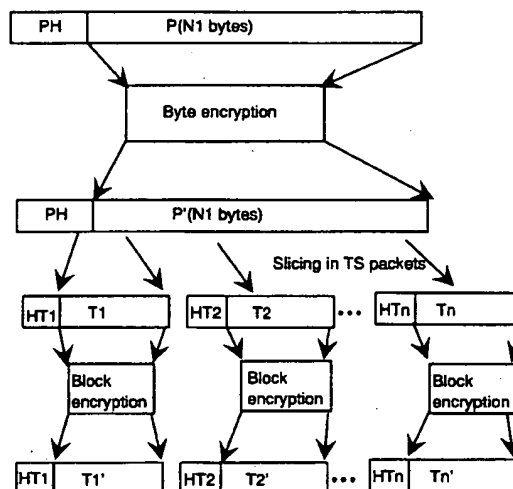 PH P(N1 bytes)
Byte encryption
PH P'(N1 bytes)
Slicing in TS packets
HT1 T1 HT2 T2 ••• HTn Tn
Block encryption Block encryption Block encryption
HT1 T1' HT2 T2' ••• HTn Tn'